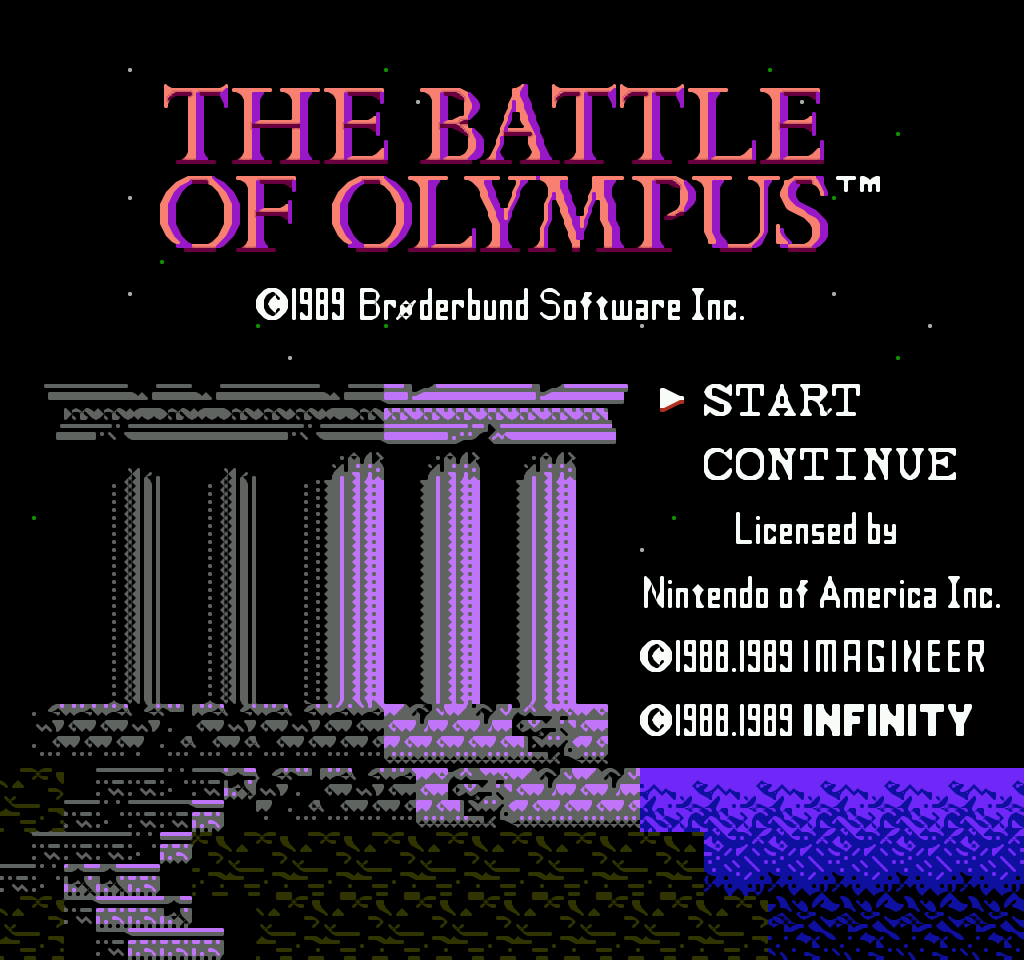 THE BATTLE
OF OLYMPUS™
©1989 Brøderbund Software Inc.
START
CONTINUE
Licensed by
Nintendo of America Inc.
©1988.1989 IMAGINEER
©1988.1989 INFINITY